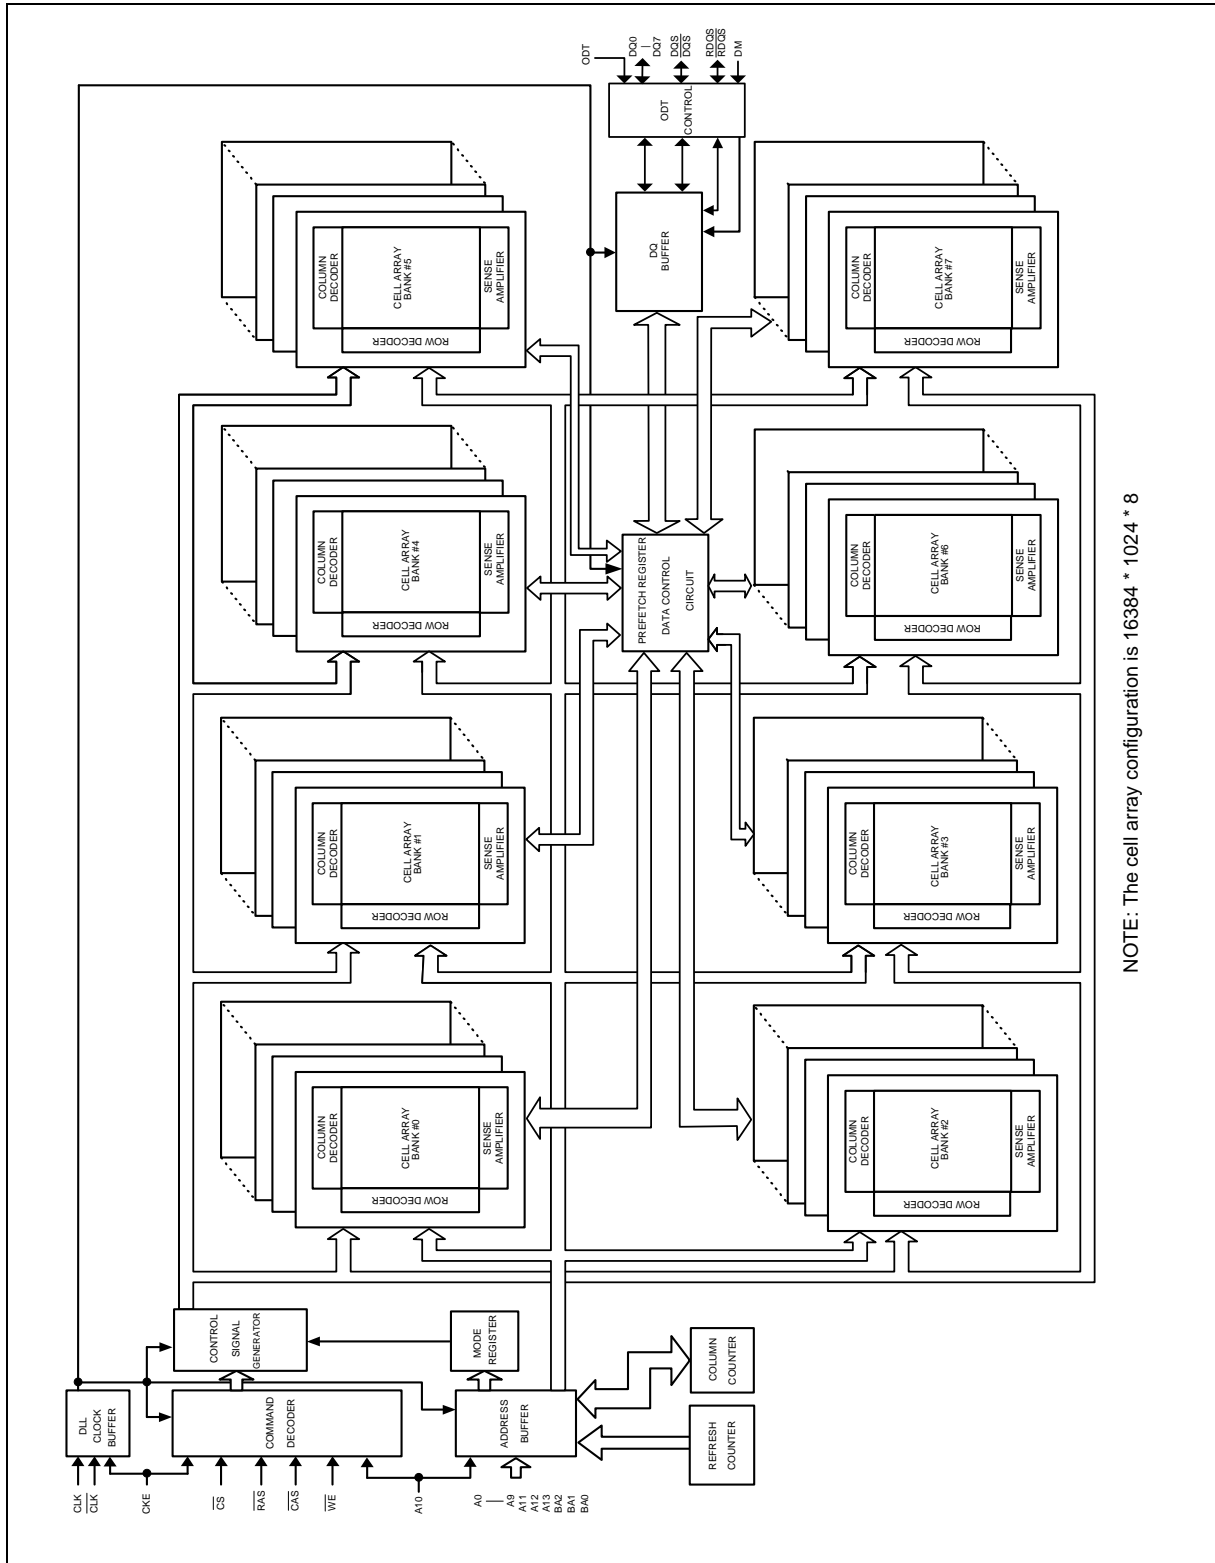 CLK
CLK
CKE
CS
RAS
CAS
WE
A10
A0
A9
A11
A12
A13
BA2
BA1
BA0
DLL
CLOCK
BUFFER
COMMAND
DECODER
ADDRESS
BUFFER
REFRESH
COUNTER
COLUMN
COUNTER
CONTROL
SIGNAL
GENERATOR
MODE
REGISTER
COLUMN
DECODER
ROW DECODER
CELL ARRAY
BANK #0
SENSE
AMPLIFIER
COLUMN
DECODER
ROW DECODER
CELL ARRAY
BANK #1
SENSE
AMPLIFIER
COLUMN
DECODER
ROW DECODER
CELL ARRAY
BANK #4
SENSE
AMPLIFIER
COLUMN
DECODER
ROW DECODER
CELL ARRAY
BANK #5
SENSE
AMPLIFIER
PREFETCH REGISTER
DATA CONTROL
CIRCUIT
DQ
BUFFER
ODT
CONTROL
ODT
DQ0
DQ7
DQS
DQS
RDQS
RDQS
DM
COLUMN
DECODER
ROW DECODER
CELL ARRAY
BANK #2
SENSE
AMPLIFIER
COLUMN
DECODER
ROW DECODER
CELL ARRAY
BANK #3
SENSE
AMPLIFIER
COLUMN
DECODER
ROW DECODER
CELL ARRAY
BANK #6
SENSE
AMPLIFIER
COLUMN
DECODER
ROW DECODER
CELL ARRAY
BANK #7
SENSE
AMPLIFIER
NOTE: The cell array configuration is 16384 * 1024 * 8